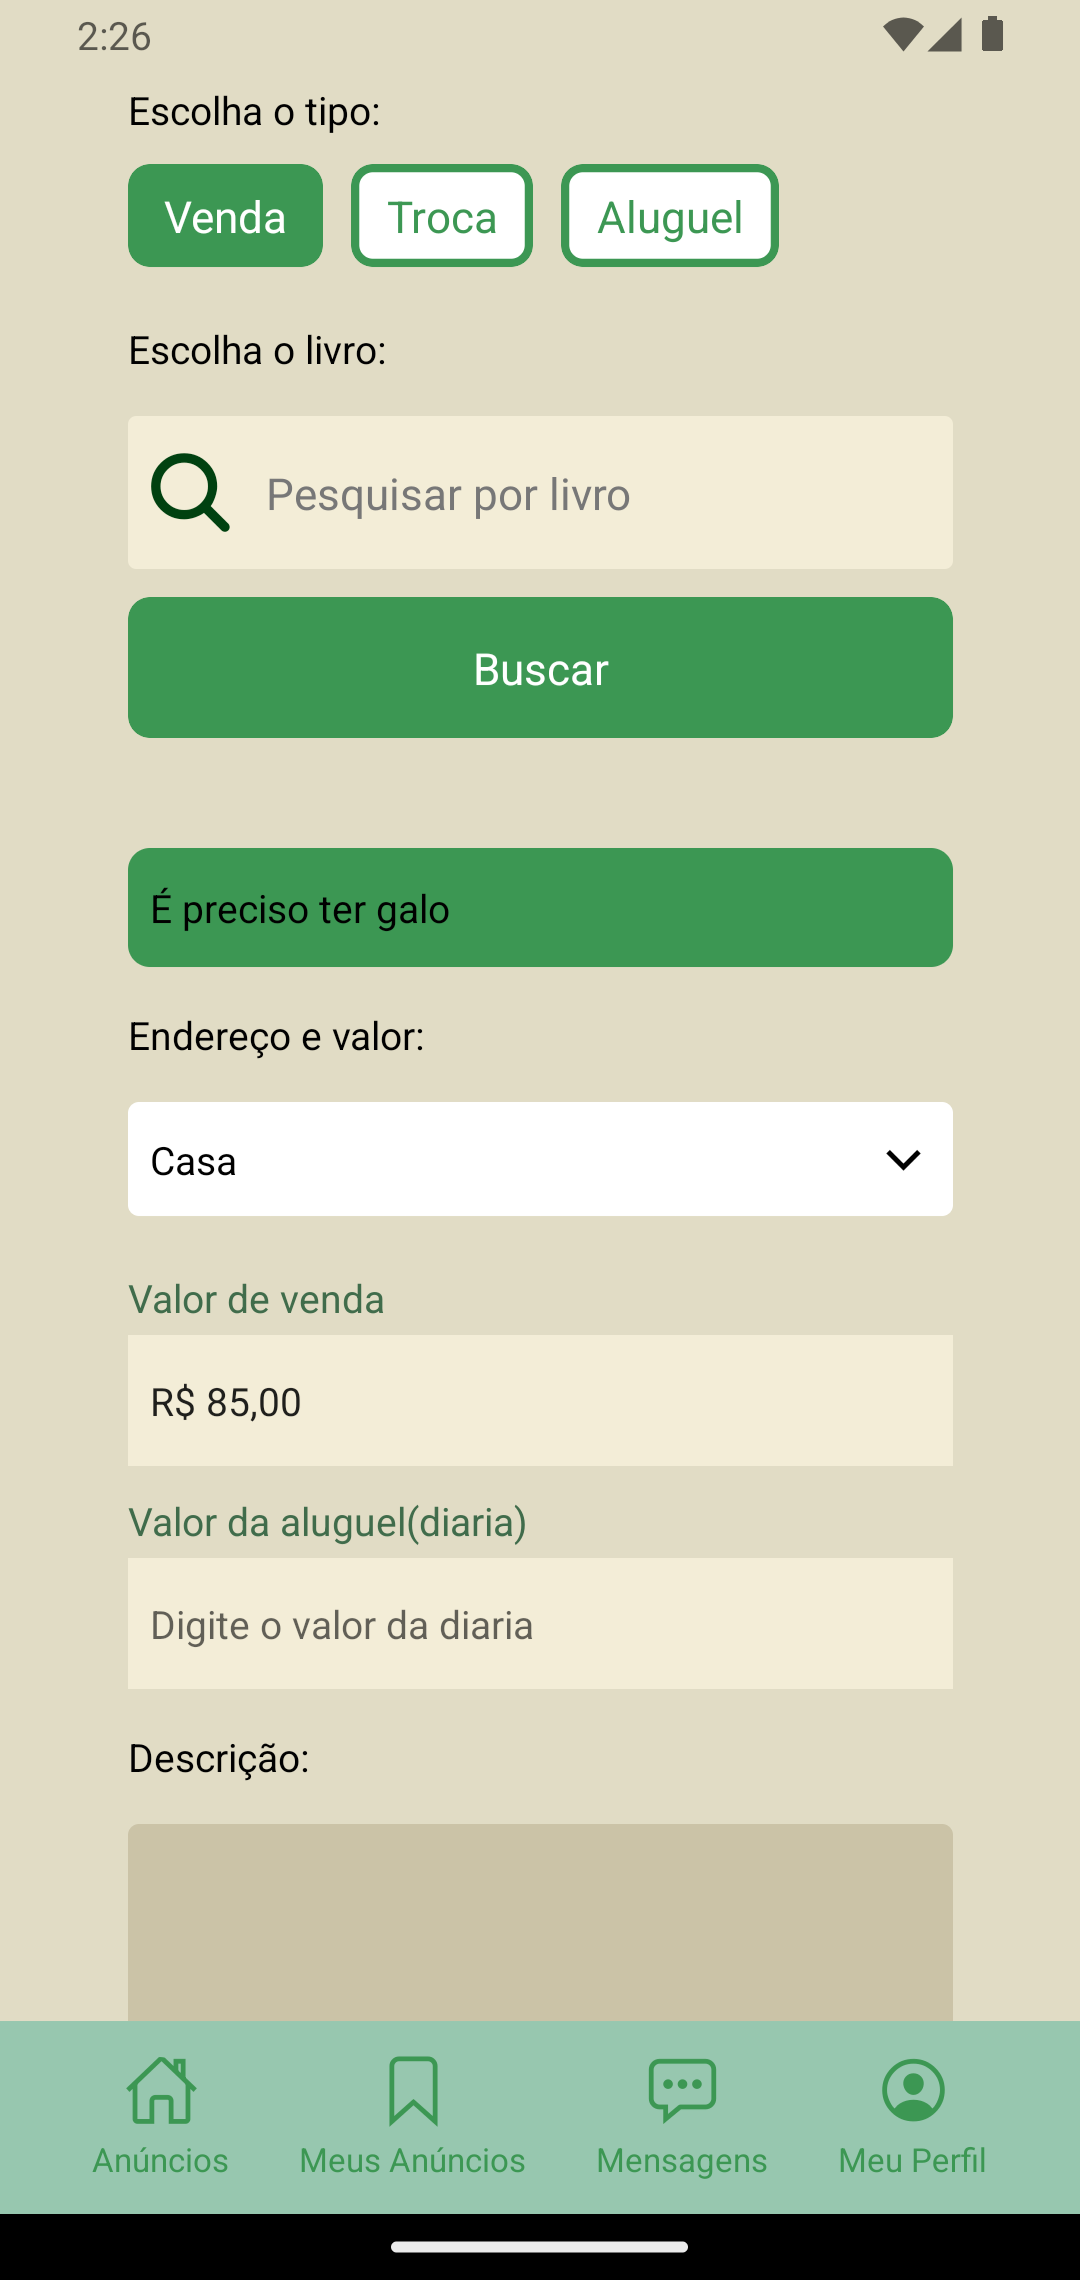 2:26
Escolha o tipo:
Venda Troca Aluguel
Escolha o livro:
Pesquisar por livro
Buscar
É preciso ter galo
Endereço e valor:
Casa
Valor de venda
R$ 85,00
Valor da aluguel(diaria)
Digite o valor da diaria
Descrição:
Anúncios Meus Anúncios Mensagens Meu Perfil